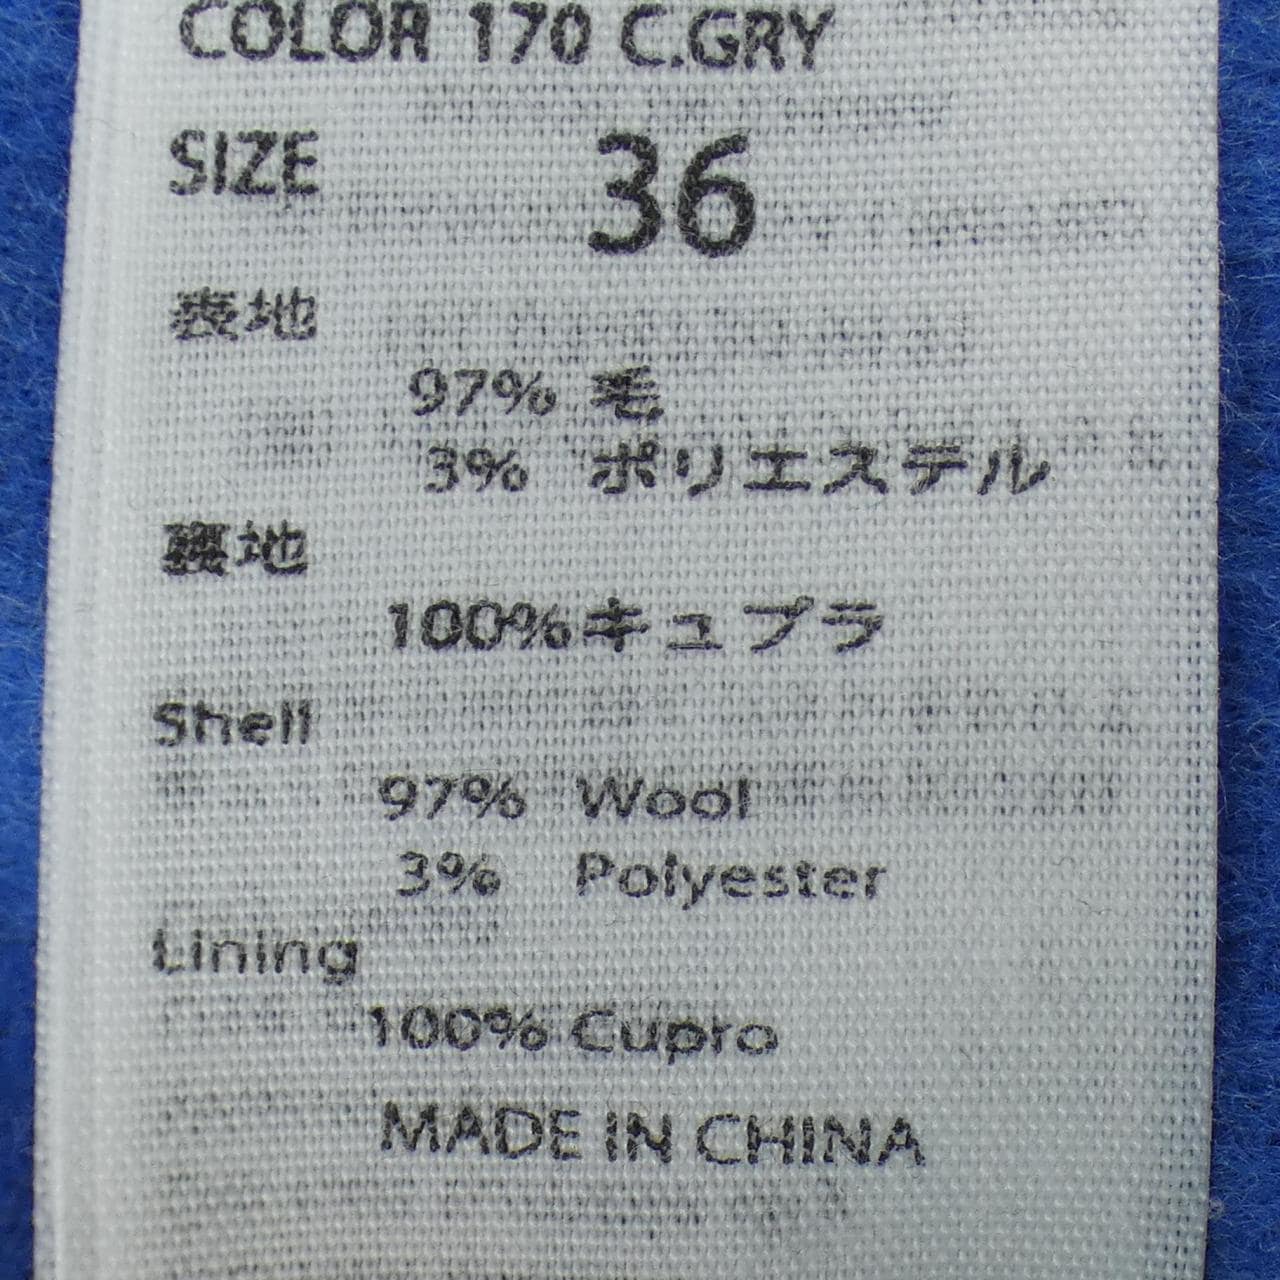 COLOR 170 C.GRY
SIZE 36
表地
97% 毛
3% ポリエステル
裏地
100%キュプラ
Shell
97% Wool
3% Polyester
Lining
100% Cupro
MADE IN CHINA